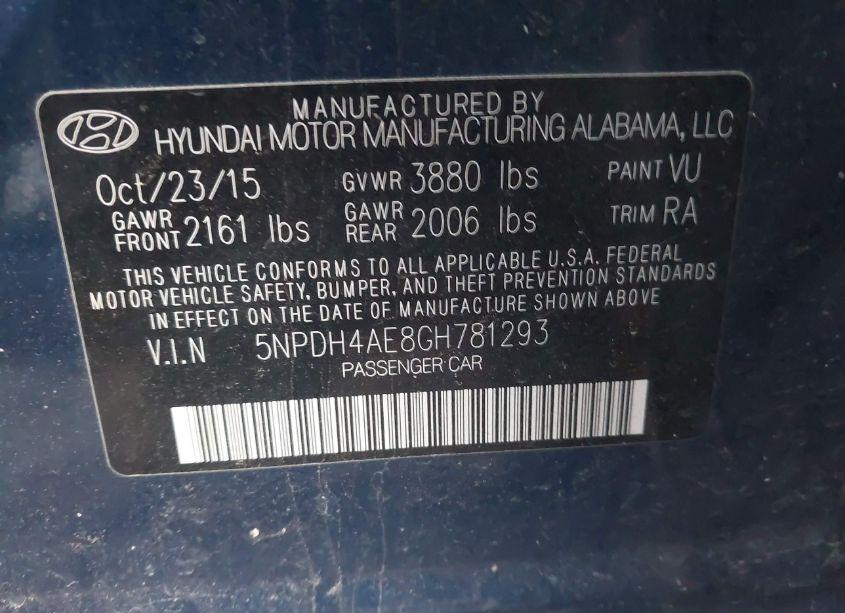 MANUFACTURED BY
HYUNDAI MOTOR MANUFACTURING ALABAMA, LLC
Oct/23/15 GVWR 3880 lbs PAINT VU
GAWR FRONT 2161 lbs GAWR REAR 2006 lbs TRIM RA
THIS VEHICLE CONFORMS TO ALL APPLICABLE U.S.A. FEDERAL
MOTOR VEHICLE SAFETY, BUMPER, AND THEFT PREVENTION STANDARDS
IN EFFECT ON THE DATE OF MANUFACTURE SHOWN ABOVE
V.I.N 5NPDH4AE8GH781293
PASSENGER CAR